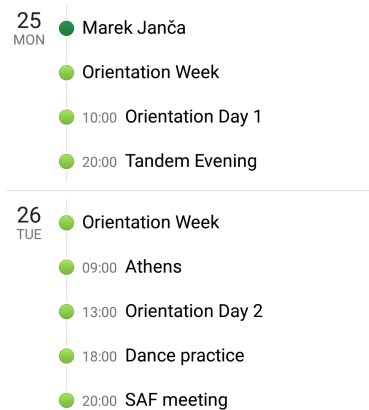 25
MON
Marek Janča
Orientation Week
10:00 Orientation Day 1
20:00 Tandem Evening
26
TUE
Orientation Week
09:00 Athens
13:00 Orientation Day 2
18:00 Dance practice
20:00 SAF meeting